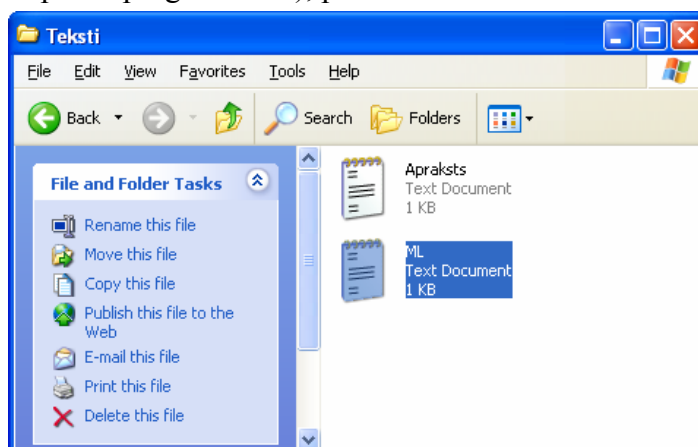 Teksti
File Edit View Favorites Tools Help
Back Search Folders
File and Folder Tasks
Rename this file
Move this file
Copy this file
Publish this file to the
Web
E-mail this file
Print this file
Delete this file
Apraksts
Text Document
1 KB
ML
Text Document
1 KB